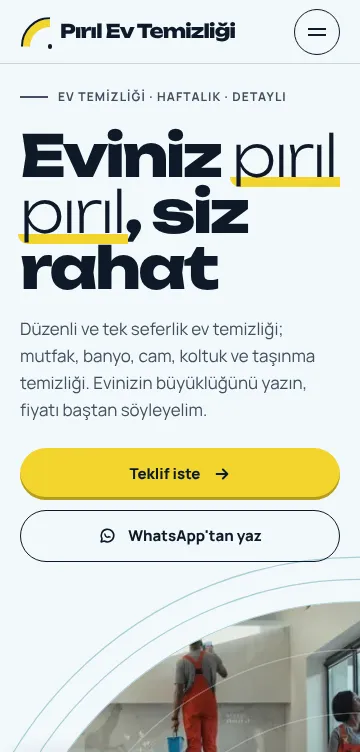 Pırıl Ev Temizliği
EV TEMİZLİĞİ · HAFTALIK · DETAYLI
Eviniz pırıl
pırıl, siz
rahat
Düzenli ve tek seferlik ev temizliği;
mutfak, banyo, cam, koltuk ve taşınma
temizliği. Evinizin büyüklüğünü yazın,
fiyatı baştan söyleyelim.
Teklif iste →
WhatsApp'tan yaz